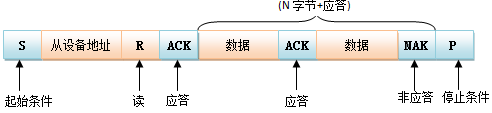 (N 字节+应答)
S 从设备地址 R ACK 数据 ACK 数据 NAK P
起始条件 读 应答 应答 非应答 停止条件